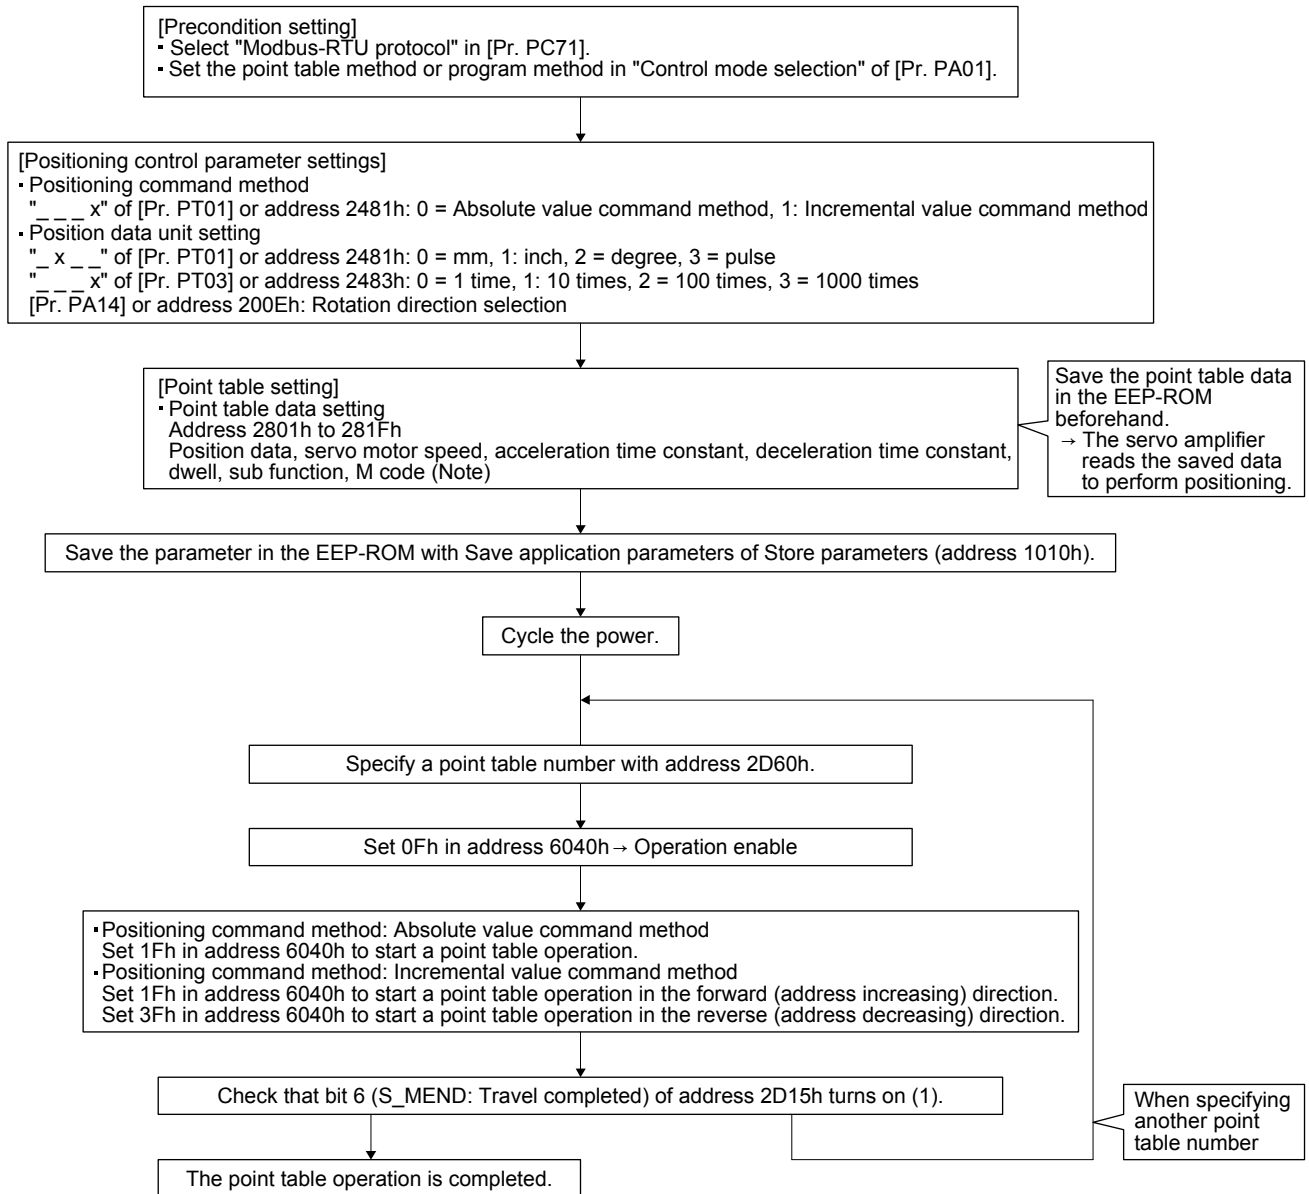 [Precondition setting]
▪ Select "Modbus-RTU protocol" in [Pr. PC71].
▪ Set the point table method or program method in "Control mode selection" of [Pr. PA01].
[Positioning control parameter settings]
▪ Positioning command method
"_ _ _ x" of [Pr. PT01] or address 2481h: 0 = Absolute value command method, 1: Incremental value command method
▪ Position data unit setting
"_ x _ _" of [Pr. PT01] or address 2481h: 0 = mm, 1: inch, 2 = degree, 3 = pulse
"_ _ _ x" of [Pr. PT03] or address 2483h: 0 = 1 time, 1: 10 times, 2 = 100 times, 3 = 1000 times
[Pr. PA14] or address 200Eh: Rotation direction selection
[Point table setting]
▪ Point table data setting
Address 2801h to 281Fh
Position data, servo motor speed, acceleration time constant, deceleration time constant,
dwell, sub function, M code (Note)
Save the point table data
in the EEP-ROM
beforehand.
→ The servo amplifier
reads the saved data
to perform positioning.
Save the parameter in the EEP-ROM with Save application parameters of Store parameters (address 1010h).
Cycle the power.
Specify a point table number with address 2D60h.
Set 0Fh in address 6040h → Operation enable
▪ Positioning command method: Absolute value command method
Set 1Fh in address 6040h to start a point table operation.
▪ Positioning command method: Incremental value command method
Set 1Fh in address 6040h to start a point table operation in the forward (address increasing) direction.
Set 3Fh in address 6040h to start a point table operation in the reverse (address decreasing) direction.
Check that bit 6 (S_MEND: Travel completed) of address 2D15h turns on (1).
When specifying
another point
table number
The point table operation is completed.